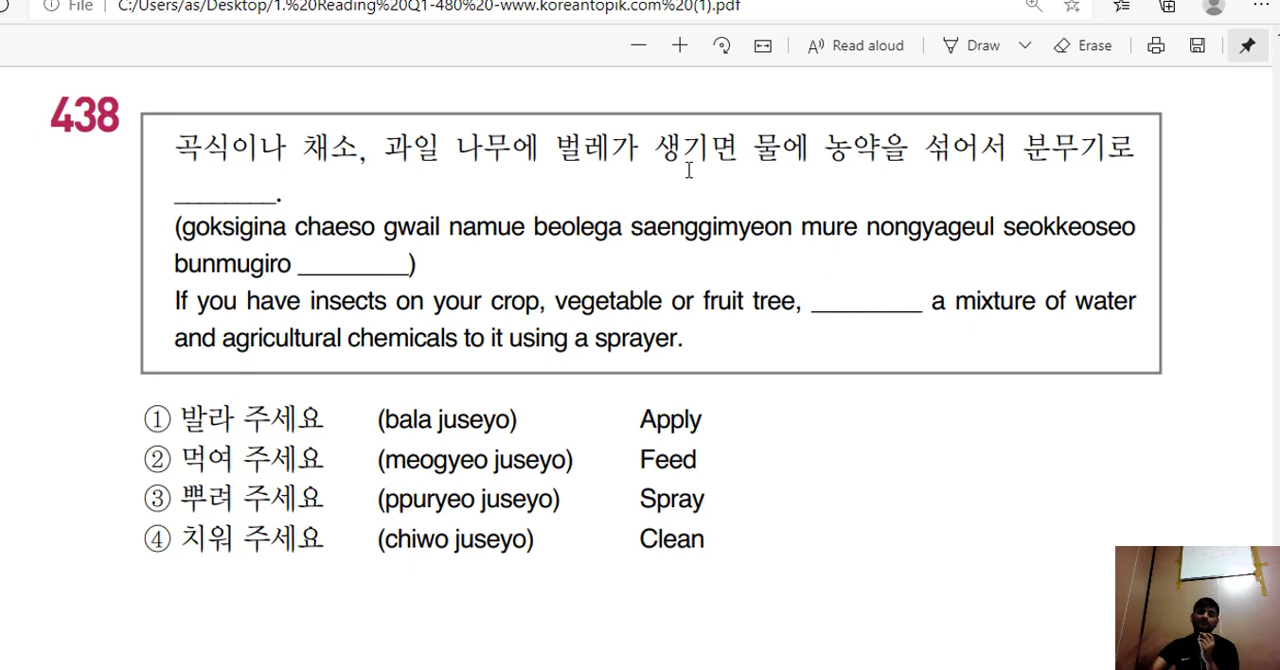 File
C:/Users/as/Desktop/1.%20Reading%20Q1-480%20-www.koreantopik.com%20(1).pdf
Read aloud
Draw
Erase
438
곡식이나 채소, 과일 나무에 벌레가 생기면 물에 농약을 섞어서 분무기로
________.
(goksigina chaeso gwail namue beolega saenggimyeon mure nongyageul seokkeoseo
bunmugiro ________)
If you have insects on your crop, vegetable or fruit tree, ________ a mixture of water
and agricultural chemicals to it using a sprayer.
① 발라 주세요 (bala juseyo) Apply
② 먹여 주세요 (meogyeo juseyo) Feed
③ 뿌려 주세요 (ppuryeo juseyo) Spray
④ 치워 주세요 (chiwo juseyo) Clean